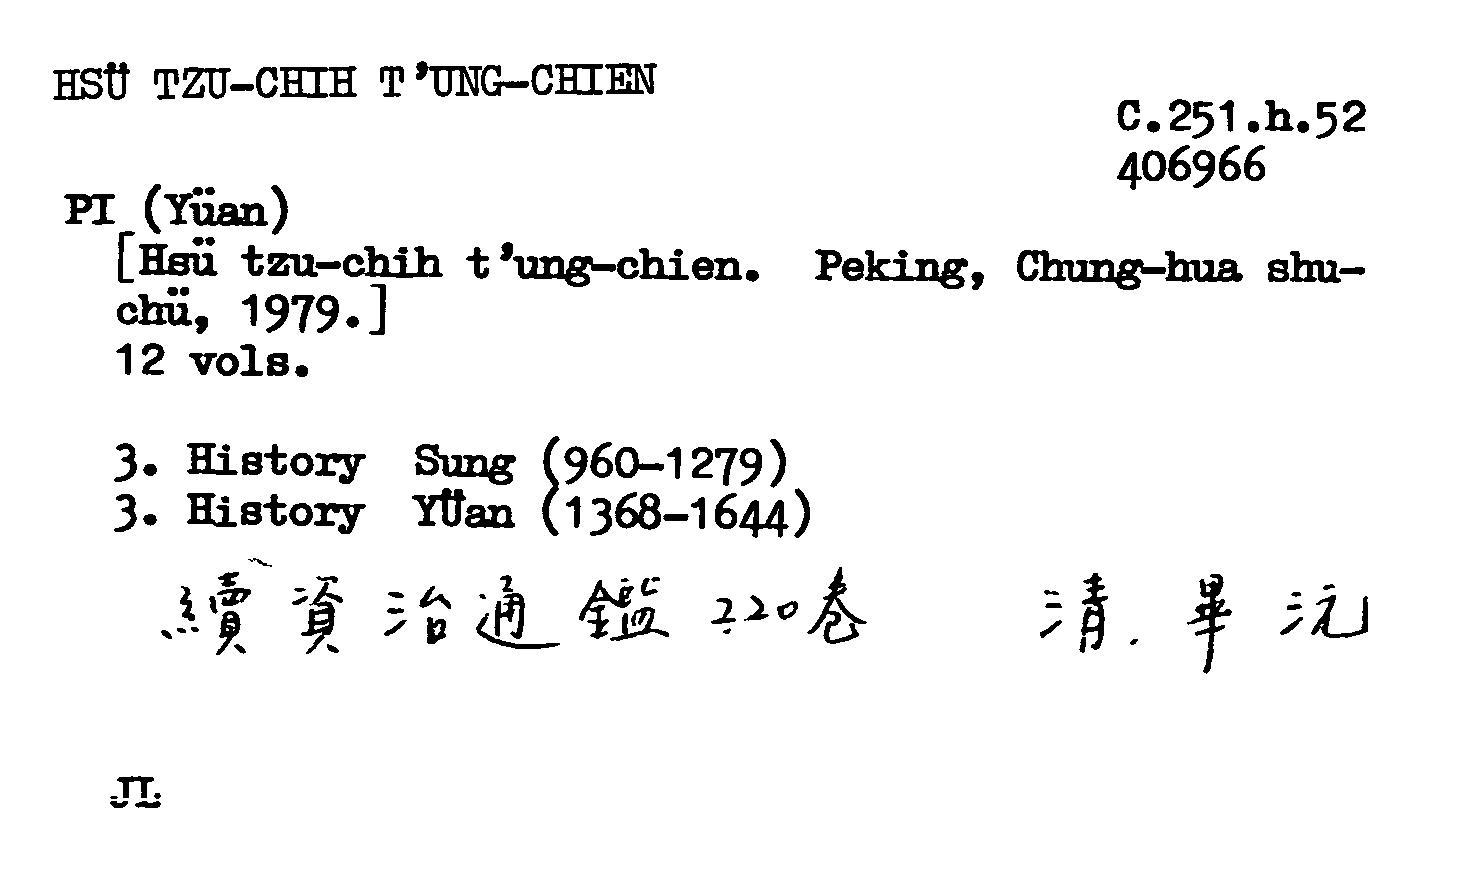 HSÜ TZU-CHIH T'UNG-CHIEN
C.251.h.52
406966
PI (Yüan)
[Hsü tzu-chih t'ung-chien. Peking, Chung-hua shu-
chü, 1979.]
12 vols.
3. History Sung (960-1279)
3. History YÜan (1368-1644)
續資治通鑑 220卷 清.畢沅
JL